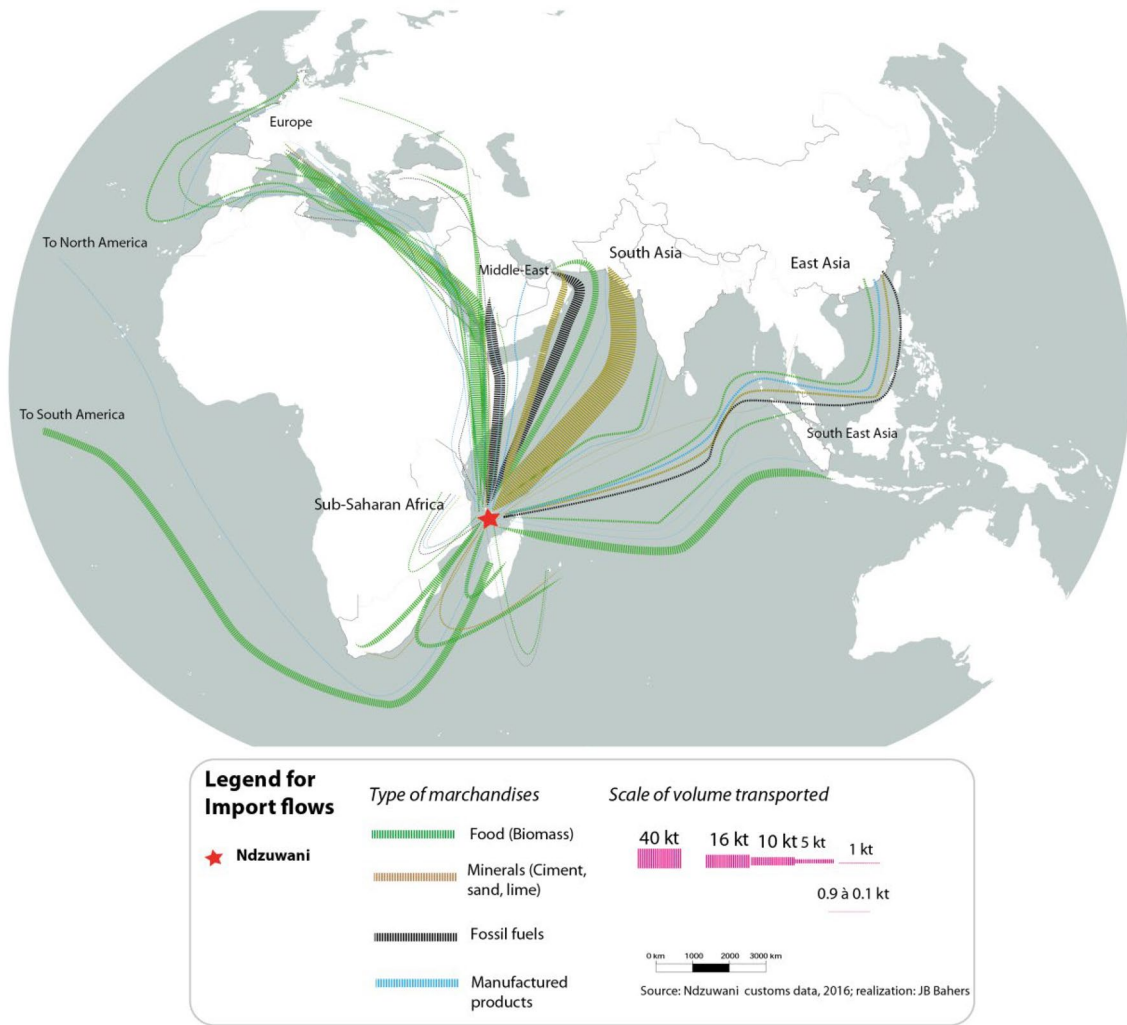 Europe
To North America
Middle-East
South Asia
East Asia
To South America
South East Asia
Sub-Saharan Africa
Legend for
Import flows
Ndzuwani
Type of marchandises
Food (Biomass)
Minerals (Ciment,
sand, lime)
Fossil fuels
Manufactured
products
Scale of volume transported
40 kt 16 kt 10 kt 5 kt 1 kt
0.9 à 0.1 kt
0 km 1000 2000 3000 km
Source: Ndzuwani customs data, 2016; realization: JB Bahers